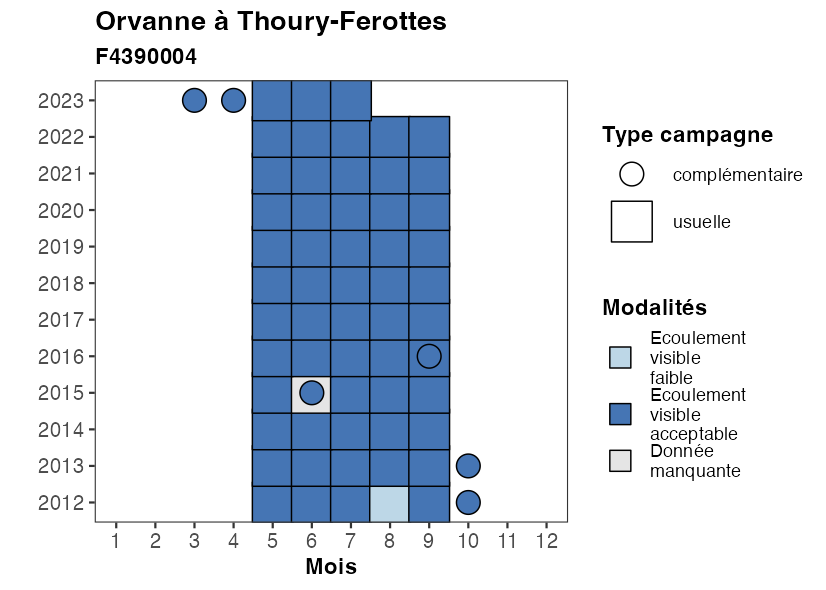 Orvanne à Thoury-Ferottes
F4390004
2023
2022
2021
2020
2019
2018
2017
2016
2015
2014
2013
2012
1 2 3 4 5 6 7 8 9 10 11 12
Mois
Type campagne
complémentaire
usuelle
Modalités
Ecoulement
visible
faible
Ecoulement
visible
acceptable
Donnée
manquante